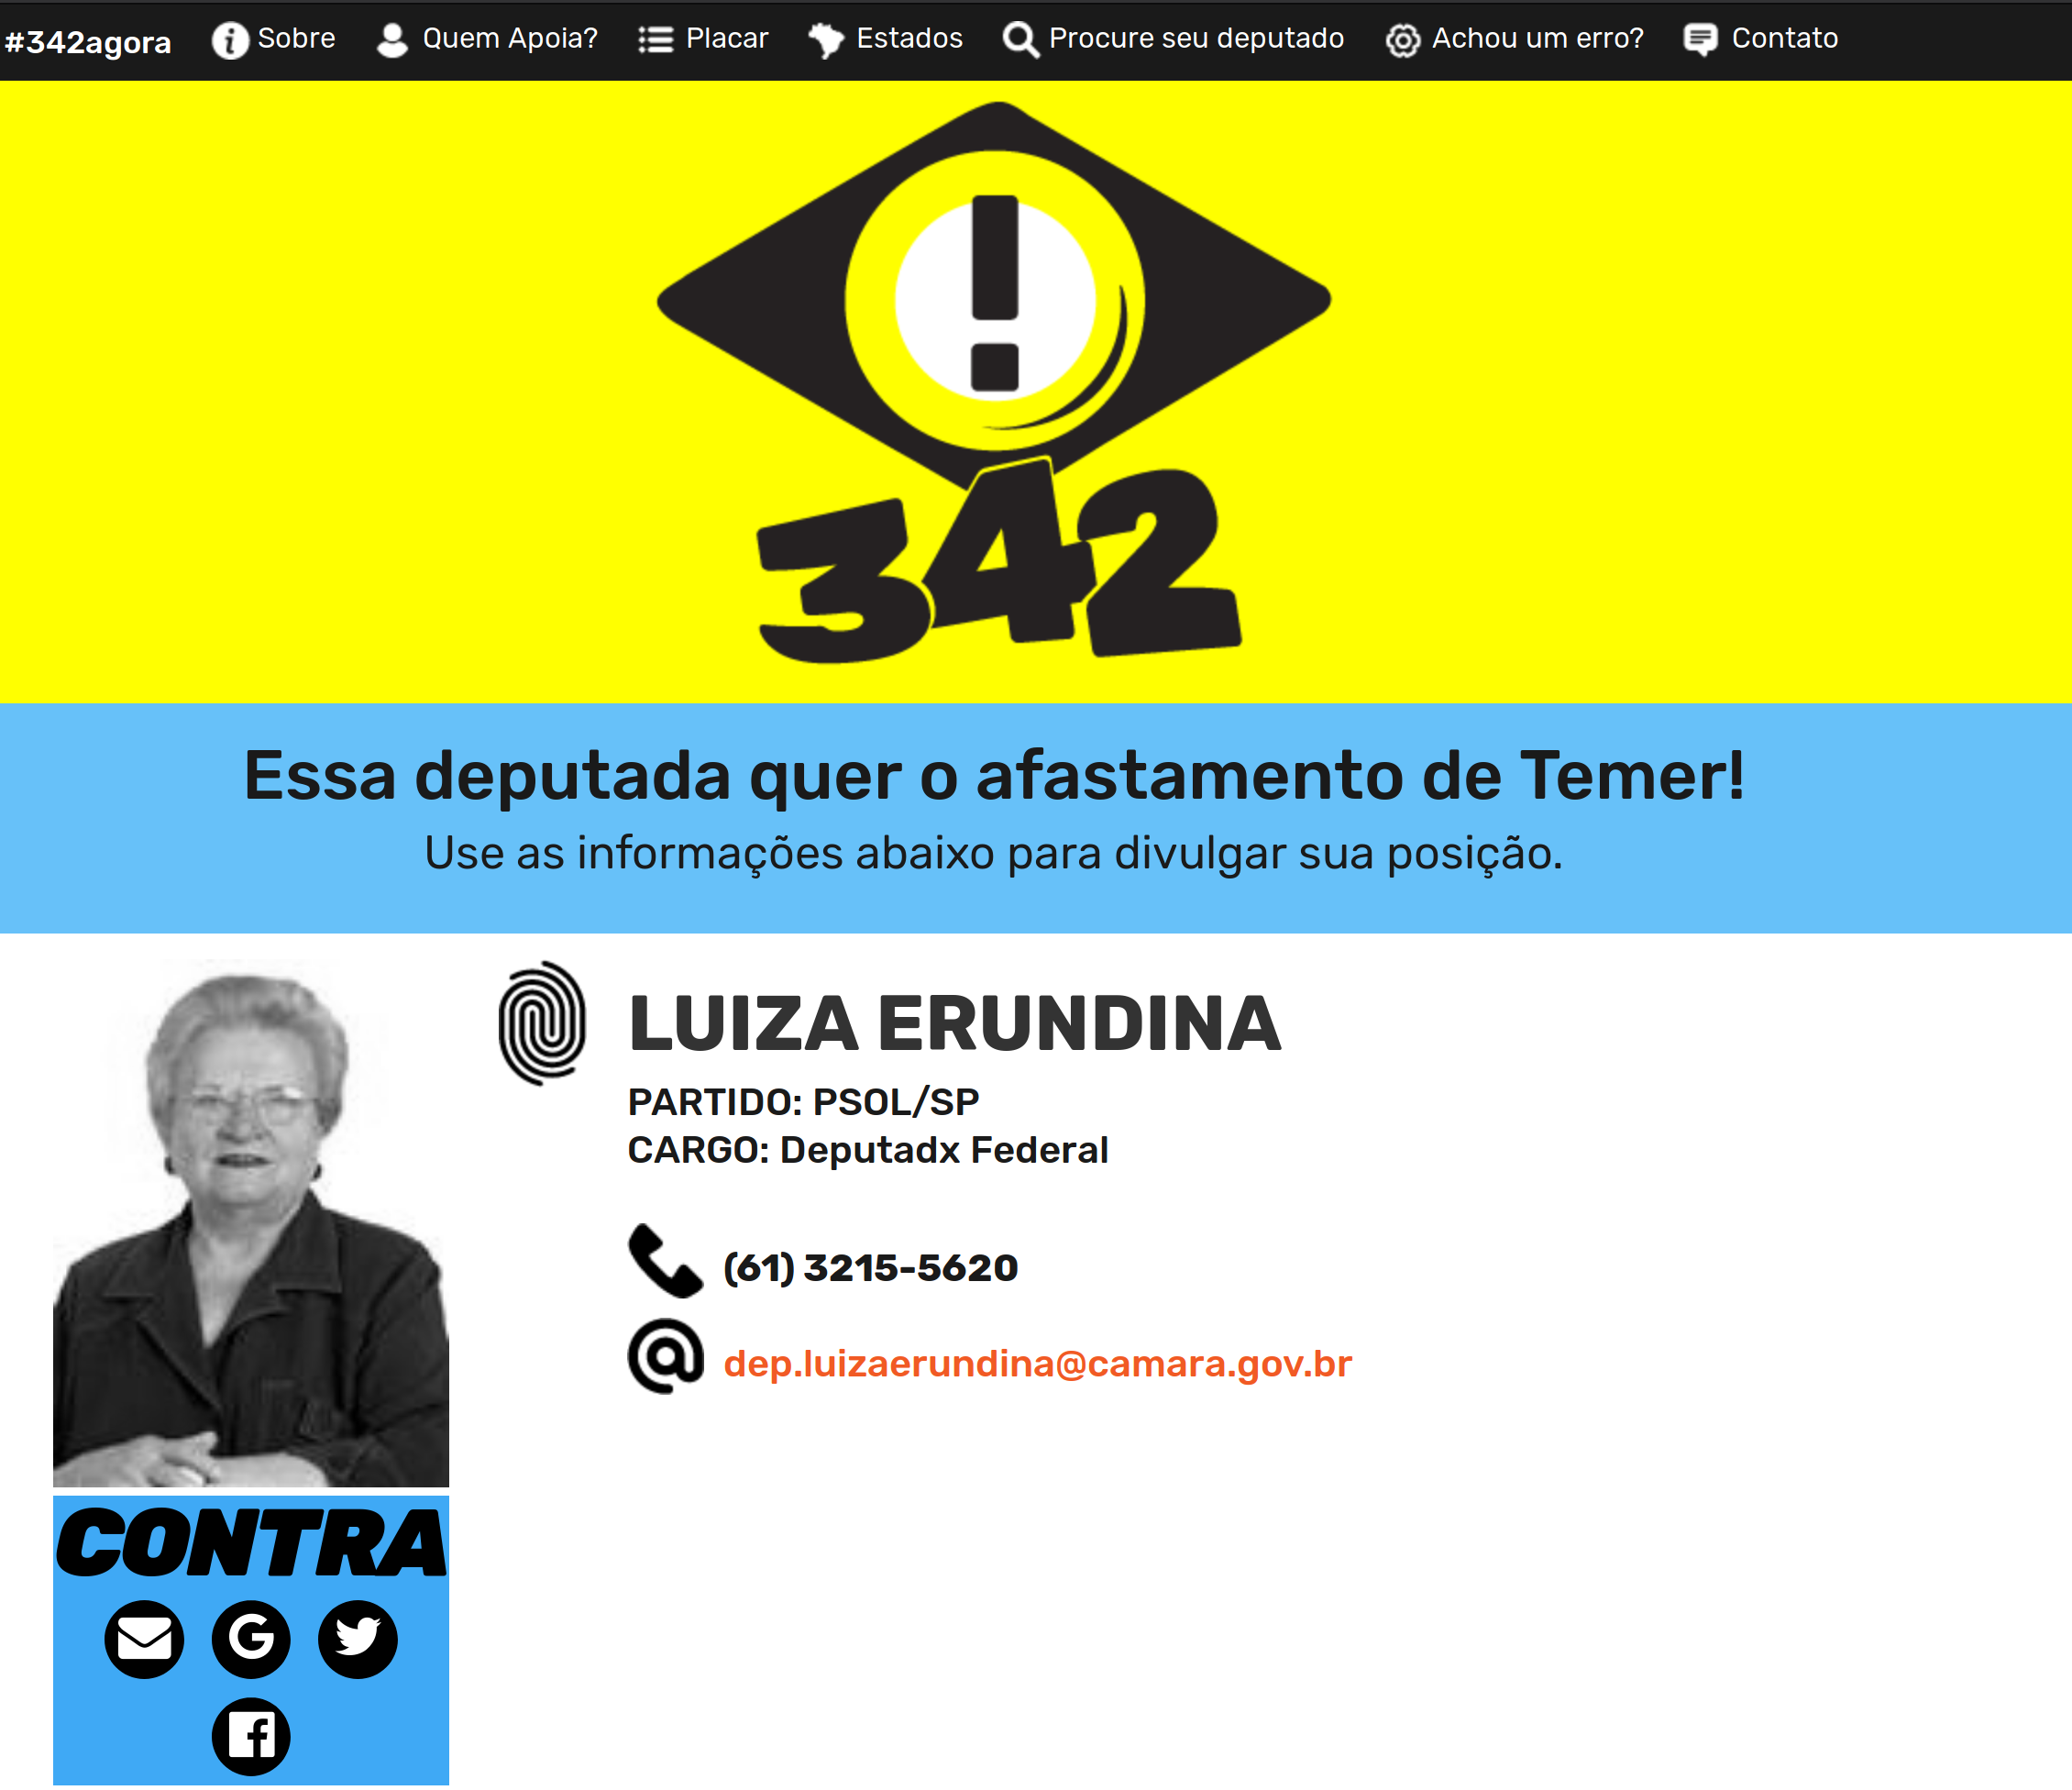 #342agora Sobre Quem Apoia? Placar Estados Procure seu deputado Achou um erro? Contato
!
342
Essa deputada quer o afastamento de Temer!
Use as informações abaixo para divulgar sua posição.
LUIZA ERUNDINA
PARTIDO: PSOL/SP
CARGO: Deputadx Federal
(61) 3215-5620
dep.luizaerundina@camara.gov.br
CONTRA